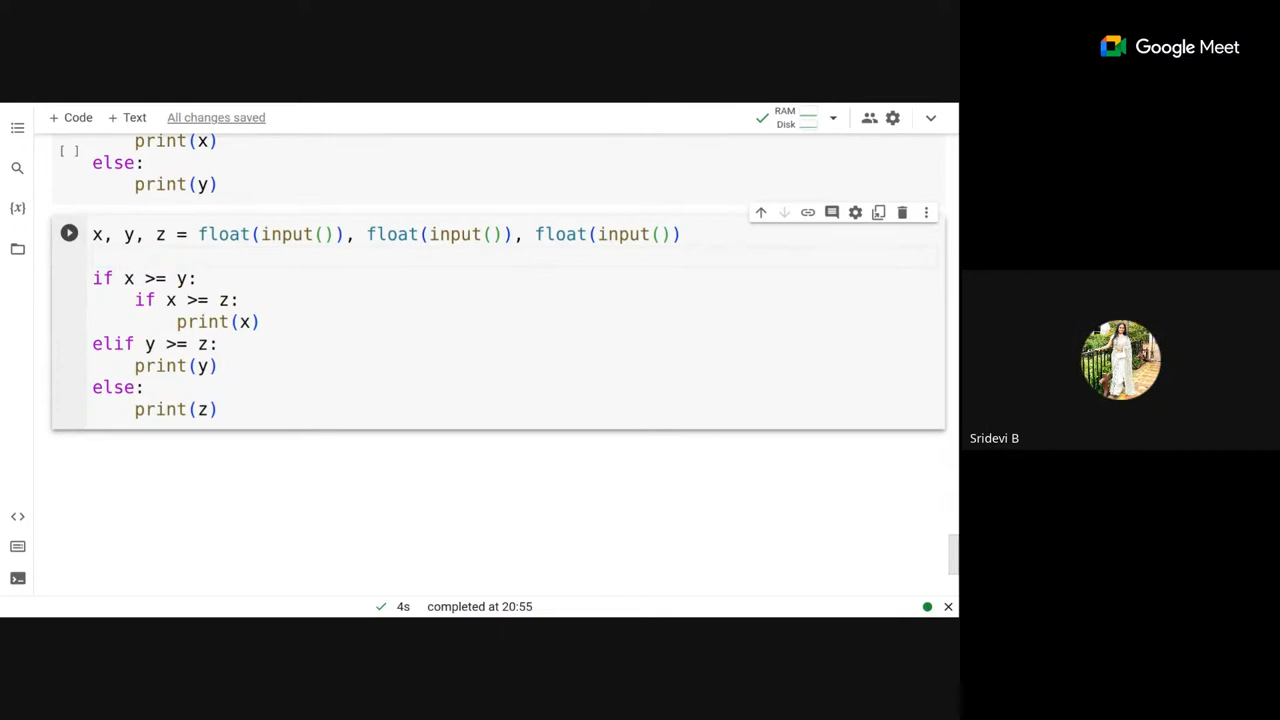 Google Meet
+ Code + Text All changes saved
RAM
Disk
print(x)
[ ]
else:
print(y)
{x}
x, y, z = float(input()), float(input()), float(input())
if x >= y:
if x >= z:
print(x)
elif y >= z:
print(y)
else:
print(z)
Sridevi B
4s completed at 20:55